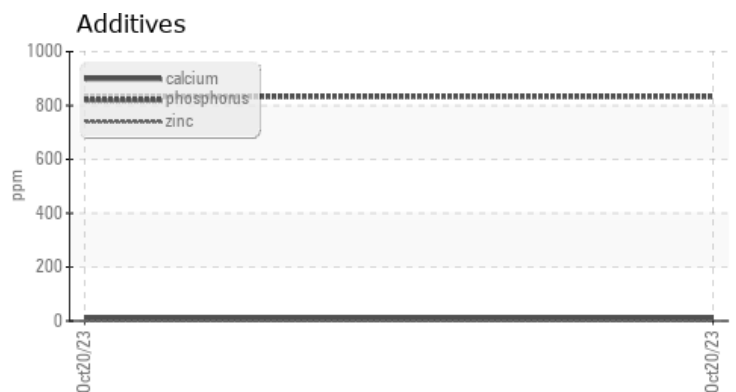 Additives
1000
800
600
400
200
0
ppm
calcium
phosphorus
zinc
Oct20/23
Oct20/23